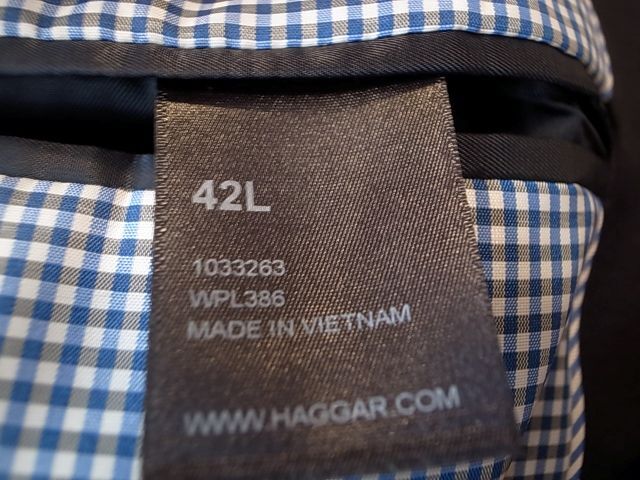 42L
1033263
WPL386
MADE IN VIETNAM
WWW.HAGGAR.COM